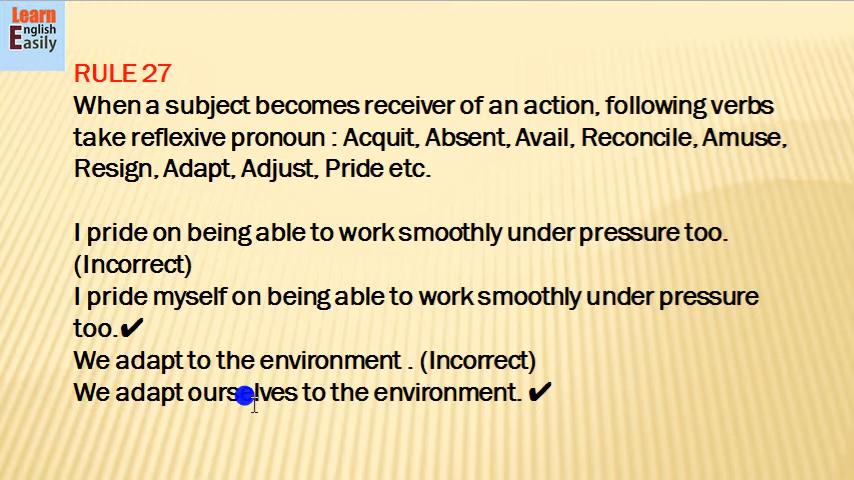 Learn
English
Easily
RULE 27
When a subject becomes receiver of an action, following verbs
take reflexive pronoun : Acquit, Absent, Avail, Reconcile, Amuse,
Resign, Adapt, Adjust, Pride etc.
I pride on being able to work smoothly under pressure too.
(Incorrect)
I pride myself on being able to work smoothly under pressure
too.✔
We adapt to the environment . (Incorrect)
We adapt ourselves to the environment. ✔